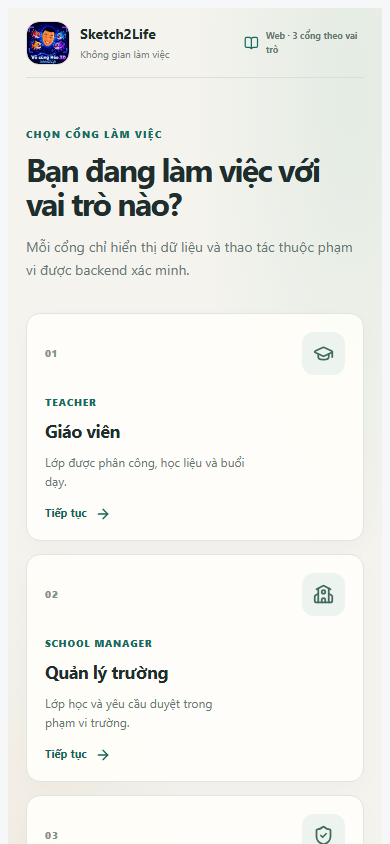 Sketch2Life
Không gian làm việc
Web · 3 cổng theo vai
trò
CHỌN CỔNG LÀM VIỆC
Bạn đang làm việc với
vai trò nào?
Mỗi cổng chỉ hiển thị dữ liệu và thao tác thuộc phạm
vi được backend xác minh.
01
TEACHER
Giáo viên
Lớp được phân công, học liệu và buổi
dạy.
Tiếp tục
02
SCHOOL MANAGER
Quản lý trường
Lớp học và yêu cầu duyệt trong
phạm vi trường.
Tiếp tục
03